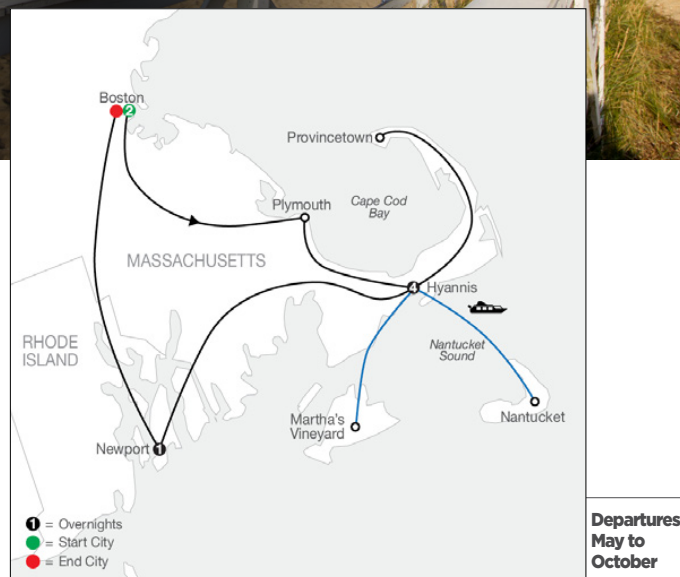 Boston
2
Provincetown
Plymouth
Cape Cod
Bay
MASSACHUSETTS
4
Hyannis
RHODE
ISLAND
Nantucket
Sound
Martha's
Vineyard
Nantucket
Newport
1
1 = Overnights
= Start City
= End City
Departures
May to
October